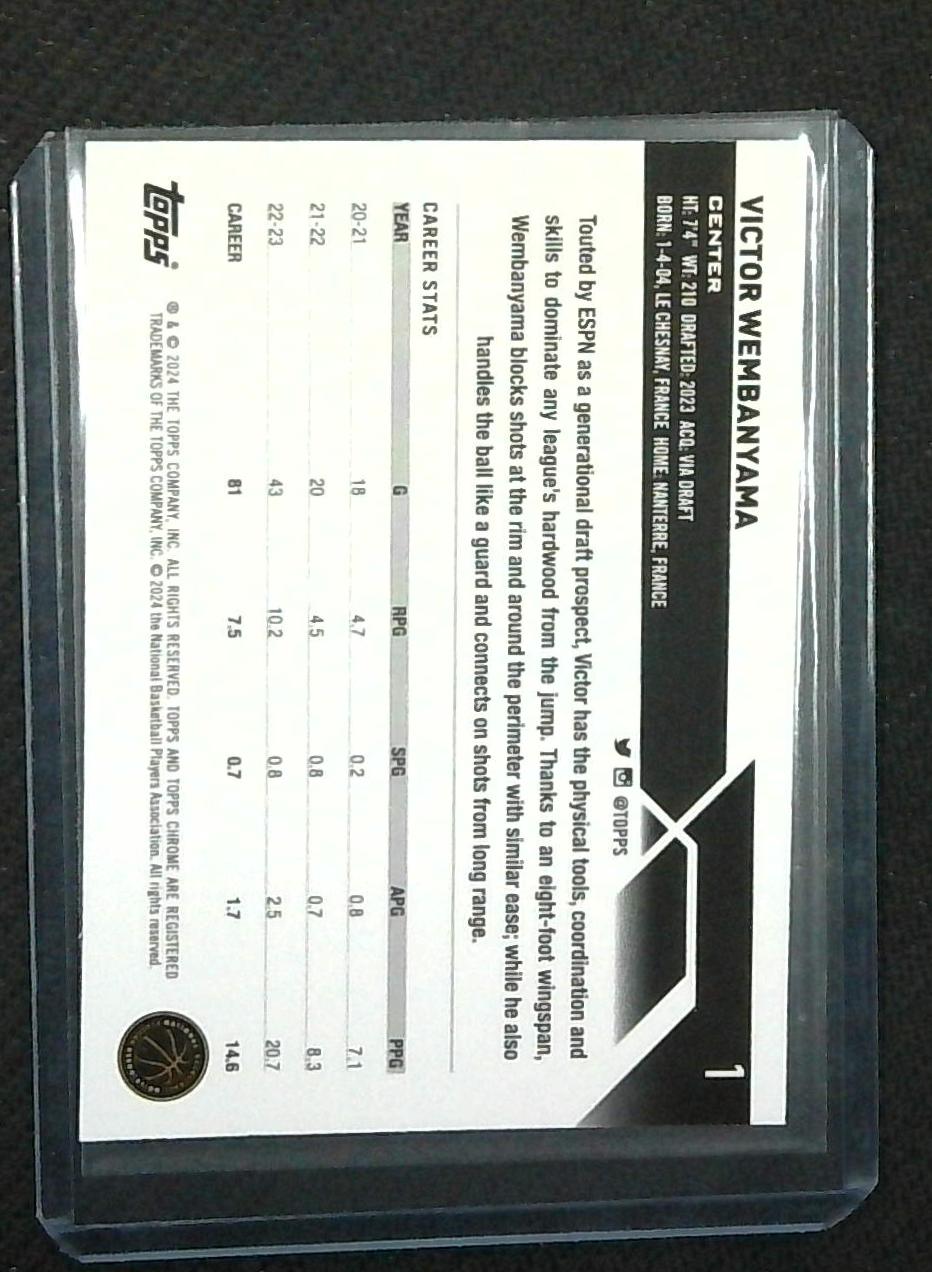 VICTOR WEMBANYAMA
1
CENTER
HT: 7'4" WT: 210 DRAFTED: 2023 ACQ: VIA DRAFT
BORN: 1-4-04, LE CHESNAY, FRANCE HOME: NANTERRE, FRANCE
@TOPPS
Touted by ESPN as a generational draft prospect, Victor has the physical tools, coordination and
skills to dominate any league's hardwood from the jump. Thanks to an eight-foot wingspan,
Wembanyama blocks shots at the rim and around the perimeter with similar ease; while he also
handles the ball like a guard and connects on shots from long range.
CAREER STATS
YEAR G RPG SPG APG PPG
20-21 18 4.7 0.2 0.8 7.1
21-22 20 4.5 0.8 0.7 8.3
22-23 43 10.2 0.8 2.5 20.7
CAREER 81 7.5 0.7 1.7 14.6
topps®
® & © 2024 THE TOPPS COMPANY, INC. ALL RIGHTS RESERVED. TOPPS AND TOPPS CHROME ARE REGISTERED
TRADEMARKS OF THE TOPPS COMPANY, INC. © 2024 the National Basketball Players Association. All rights reserved.